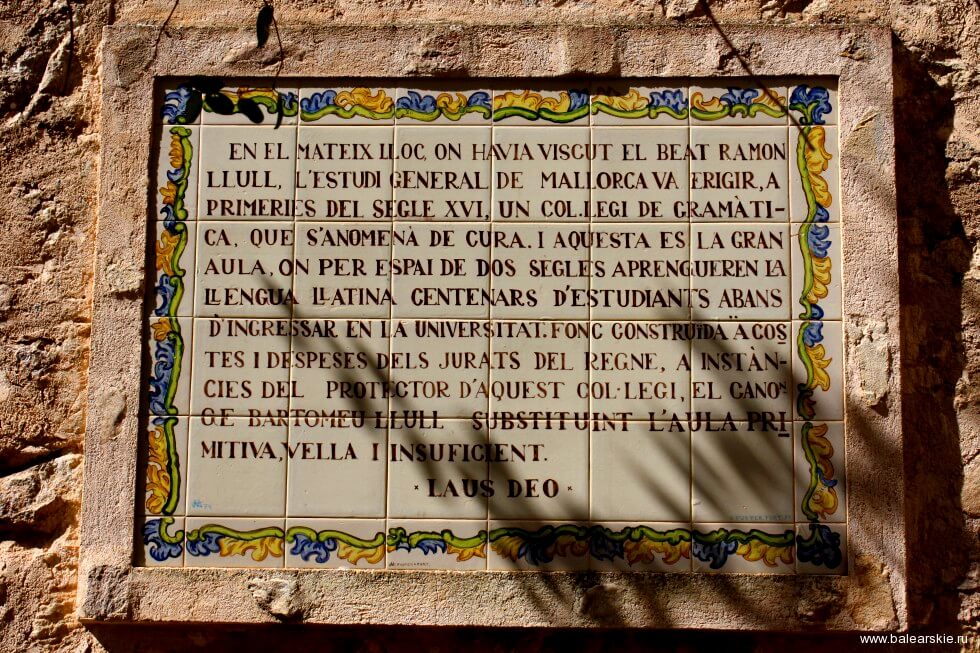 EN EL MATEIX LLOC, ON HAVIA VISCUT EL BEAT RAMON
LLULL, L'ESTUDI GENERAL DE MALLORCA VA ERIGIR, A
PRIMERIES DEL SEGLE XVI, UN COL.LEGI DE GRAMÀTI-
CA, QUE S'ANOMENÀ DE CURA. I AQUESTA ES LA GRAN
AULA, ON PER ESPAI DE DOS SEGLES APRENGUEREN LA
LLENGUA LLATINA CENTENARS D'ESTUDIANTS ABANS
D'INGRESSAR EN LA UNIVERSITAT. FONC CONSTRUÏDA A COS
TES I DESPESES DELS JURATS DEL REGNE, A INSTÀN-
CIES DEL PROTECTOR D'AQUEST COL·LEGI, EL CANON
GE BARTOMEU LLULL SUBSTITUINT L'AULA PRI
MITIVA, VELLA I INSUFICIENT.
· LAUS DEO ·
www.balearskie.ru